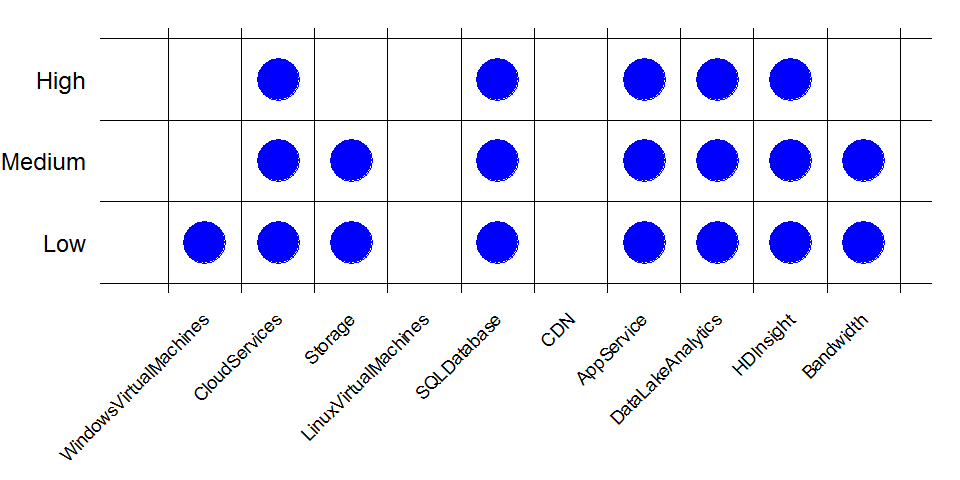 High
Medium
Low
WindowsVirtualMachines
CloudServices
Storage
LinuxVirtualMachines
SQLDatabase
CDN
AppService
DataLakeAnalytics
HDInsight
Bandwidth